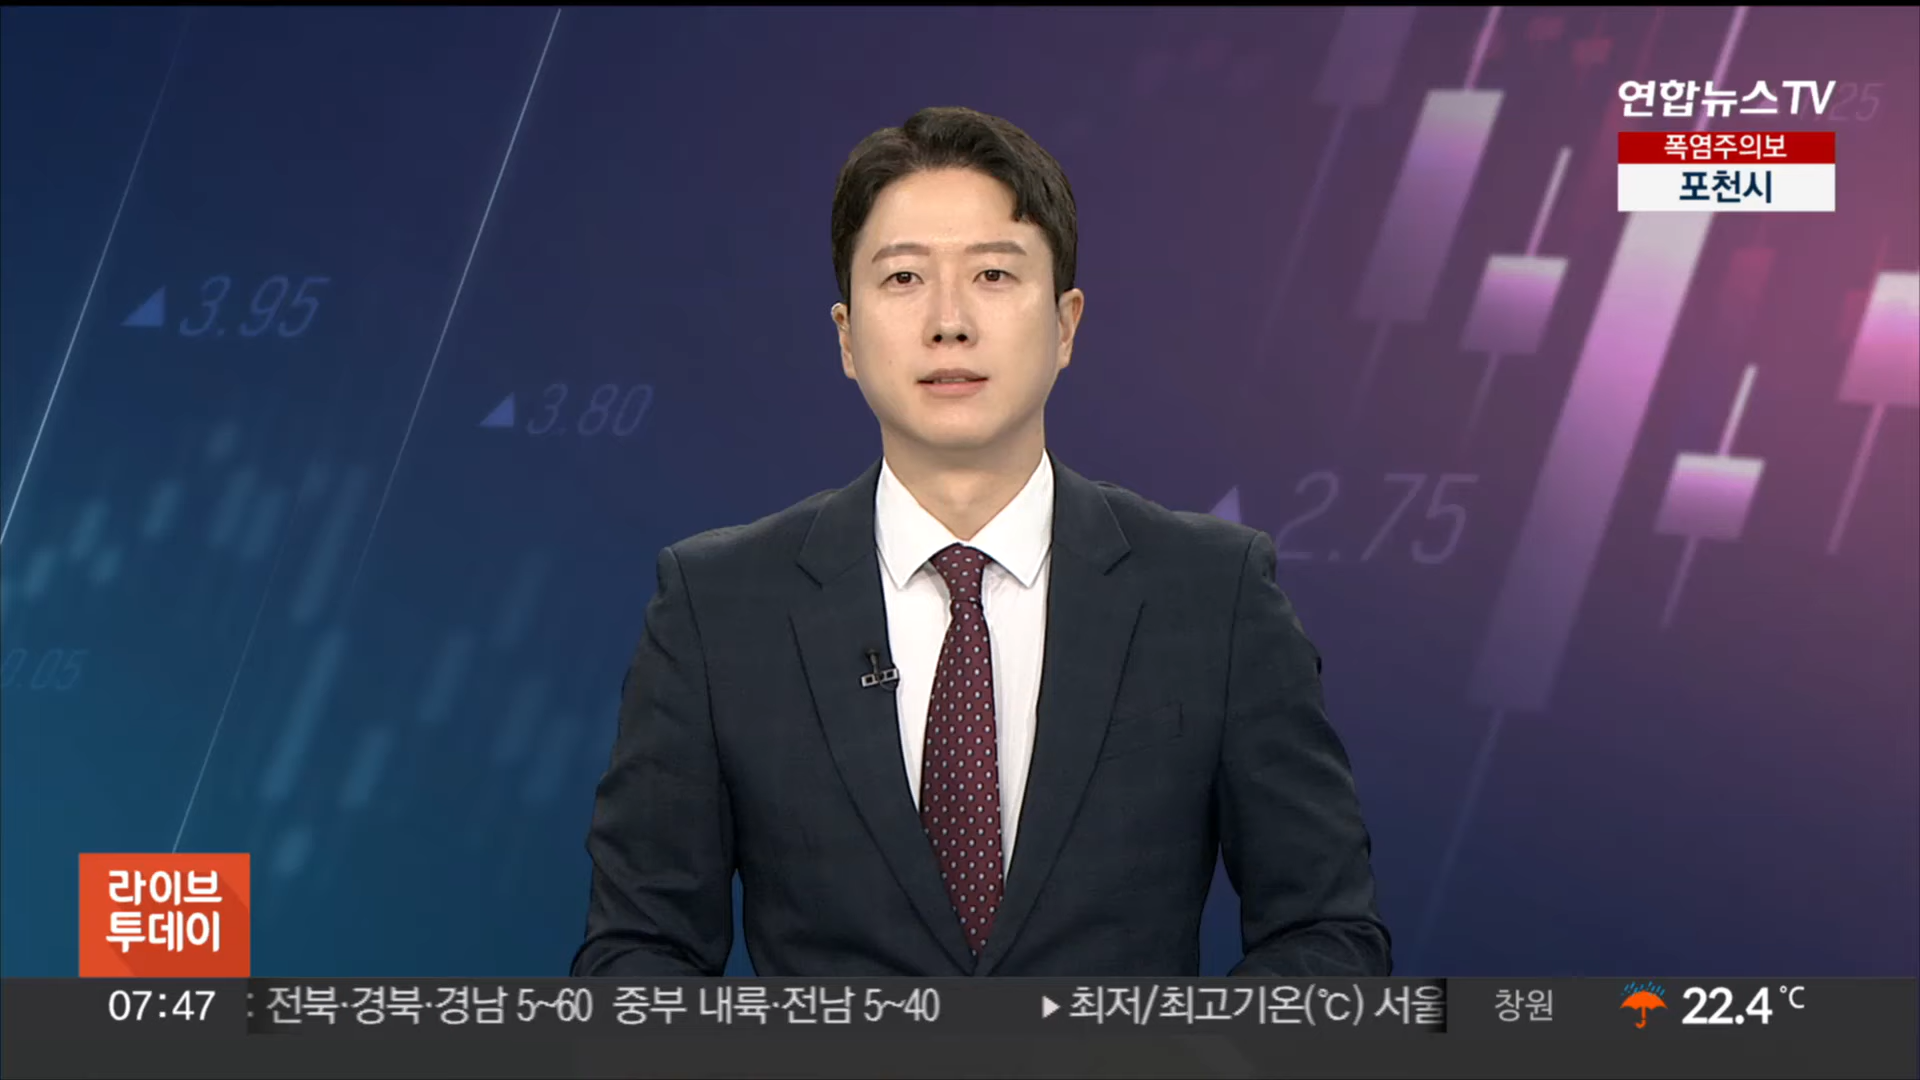 연합뉴스TV
폭염주의보
포천시
▲3.95
▲3.80
▲2.75
0.05
라이브
투데이
07:47
: 전북·경북·경남 5~60 중부 내륙·전남 5~40 ▶최저/최고기온(℃) 서울
창원 22.4℃